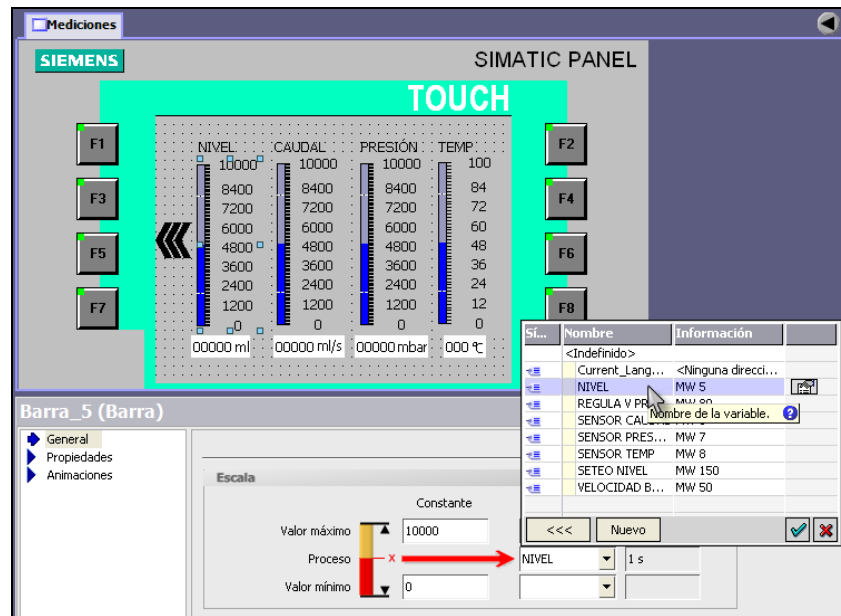 Mediciones
SIEMENS
SIMATIC PANEL
TOUCH
F1
F2
F3
F4
F5
F6
F7
F8
NIVEL CAUDAL PRESIÓN TEMP
10000 10000 10000 100
8400 8400 8400 84
7200 7200 7200 72
6000 6000 6000 60
4800 4800 4800 48
3600 3600 3600 36
2400 2400 2400 24
1200 1200 1200 12
0 0 0 0
00000 ml 00000 ml/s 00000 mbar 000 ºC
Sí... Nombre Información
<Indefinido>
Current_Lang... <Ninguna direcci...
NIVEL MW 5
REGULA V PR
Nombre de la variable.
SENSOR
SENSOR PRES... MW 7
SENSOR TEMP MW 8
SETEO NIVEL MW 150
VELOCIDAD B... MW 50
<<< Nuevo
Barra_5 (Barra)
General
Propiedades
Animaciones
Escala
Constante
Valor máximo 10000
Proceso x NIVEL 1 s
Valor mínimo 0